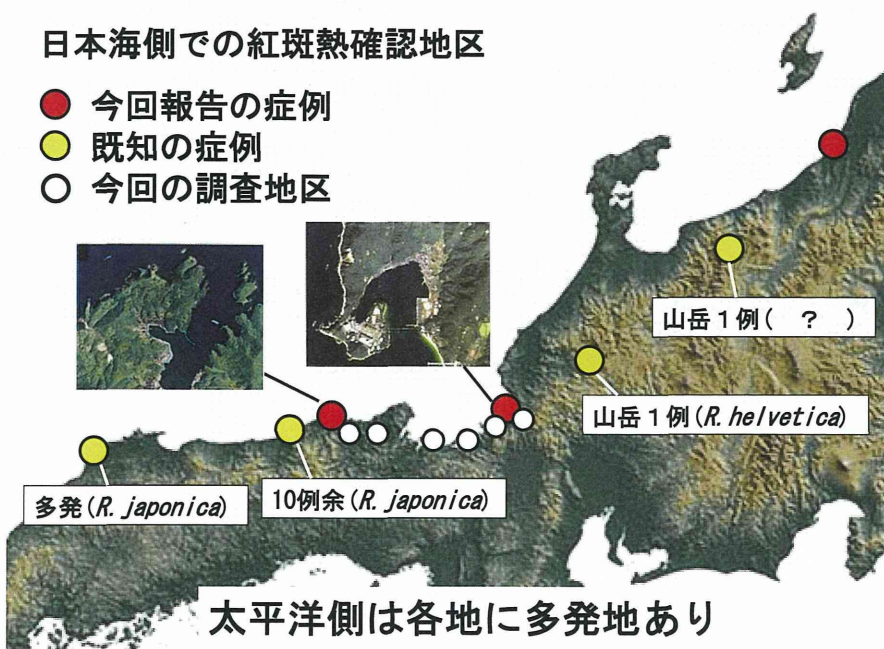 日本海側での紅斑熱確認地区
今回報告の症例
既知の症例
今回の調査地区
山岳1例( ? )
山岳1例(R.helvetica)
多発(R.japonica)
10例余(R.japonica)
太平洋側は各地に多発地あり